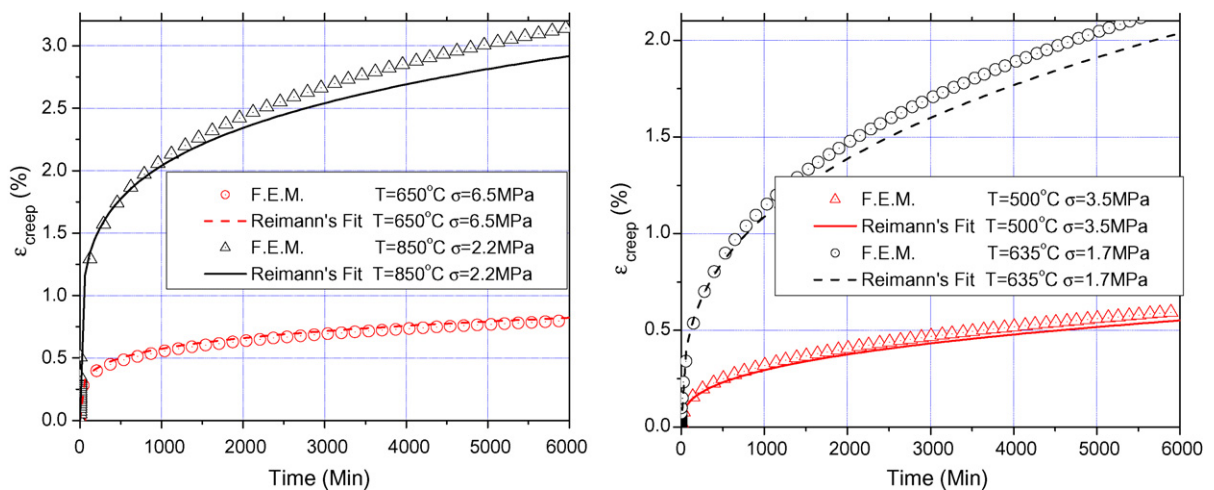 3.0
2.5
2.0
1.5
1.0
0.5
0.0
ε creep (%)
F.E.M. T=650°C σ=6.5MPa
Reimann's Fit T=650°C σ=6.5MPa
F.E.M. T=850°C σ=2.2MPa
Reimann's Fit T=850°C σ=2.2MPa
0 1000 2000 3000 4000 5000 6000
Time (Min)
2.0
1.5
1.0
0.5
0.0
ε creep (%)
F.E.M. T=500°C σ=3.5MPa
Reimann's Fit T=500°C σ=3.5MPa
F.E.M. T=635°C σ=1.7MPa
Reimann's Fit T=635°C σ=1.7MPa
0 1000 2000 3000 4000 5000 6000
Time (Min)